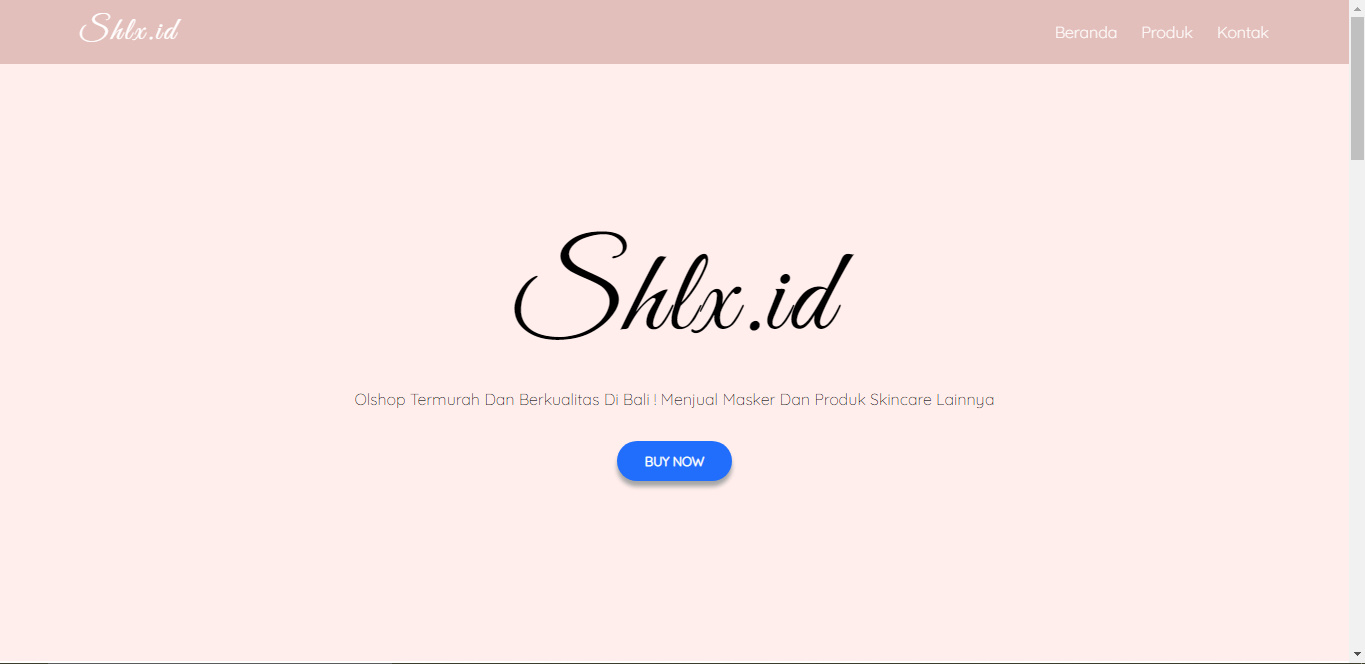 Shlx.id
Beranda Produk Kontak
Shlx.id
Olshop Termurah Dan Berkualitas Di Bali ! Menjual Masker Dan Produk Skincare Lainnya
BUY NOW